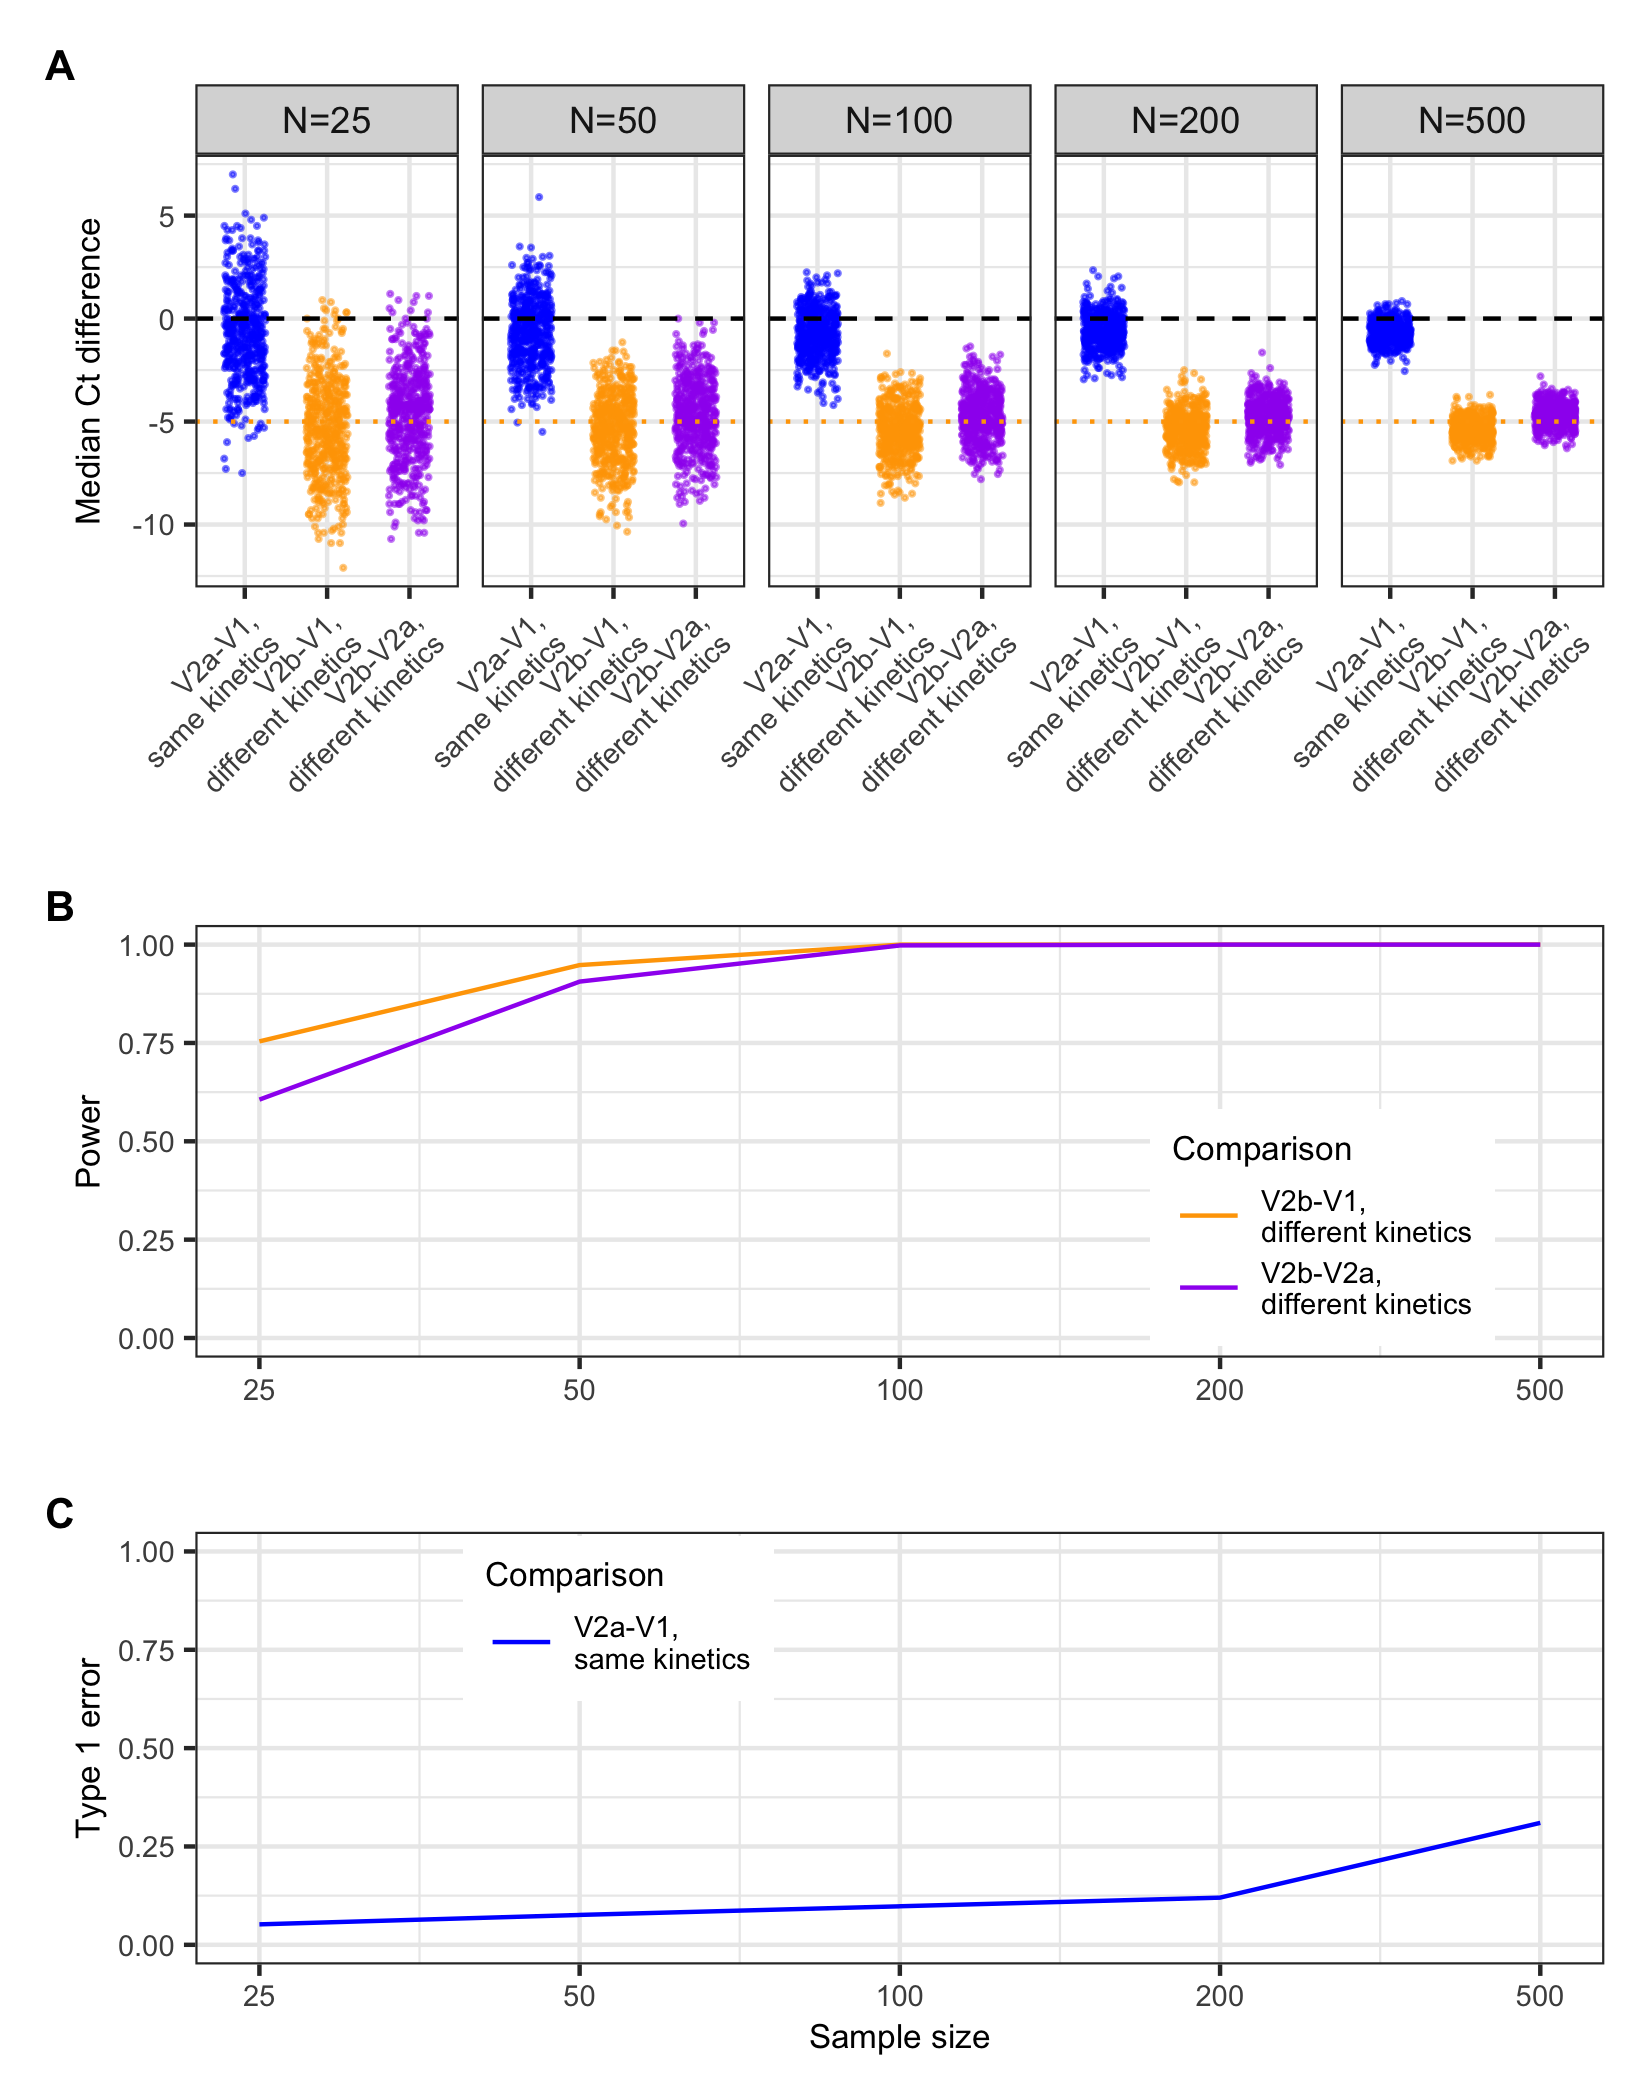 A
N=25
N=50
N=100
N=200
N=500
Median Ct difference
5
0
-5
-10
V2a-V1,
same kinetics
V2b-V1,
different kinetics
V2b-V2a,
different kinetics
V2a-V1,
same kinetics
V2b-V1,
different kinetics
V2b-V2a,
different kinetics
V2a-V1,
same kinetics
V2b-V1,
different kinetics
V2b-V2a,
different kinetics
V2a-V1,
same kinetics
V2b-V1,
different kinetics
V2b-V2a,
different kinetics
V2a-V1,
same kinetics
V2b-V1,
different kinetics
V2b-V2a,
different kinetics
B
Power
1.00
0.75
0.50
0.25
0.00
Comparison
V2b-V1,
different kinetics
V2b-V2a,
different kinetics
25
50
100
200
500
C
Type 1 error
1.00
0.75
0.50
0.25
0.00
Comparison
V2a-V1,
same kinetics
25
50
100
200
500
Sample size